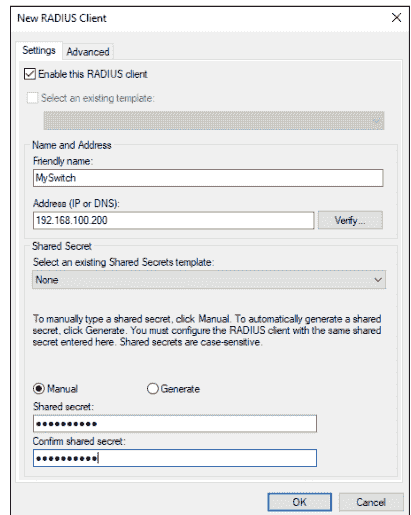 New RADIUS Client
Settings Advanced
Enable this RADIUS client
Select an existing template:
Name and Address
Friendly name:
MySwitch
Address (IP or DNS):
192.168.100.200 Verify...
Shared Secret
Select an existing Shared Secrets template:
None
To manually type a shared secret, click Manual. To automatically generate a shared
secret, click Generate. You must configure the RADIUS client with the same shared
secret entered here. Shared secrets are case-sensitive.
Manual Generate
Shared secret:
●●●●●●●●●●
Confirm shared secret:
●●●●●●●●●●
OK Cancel